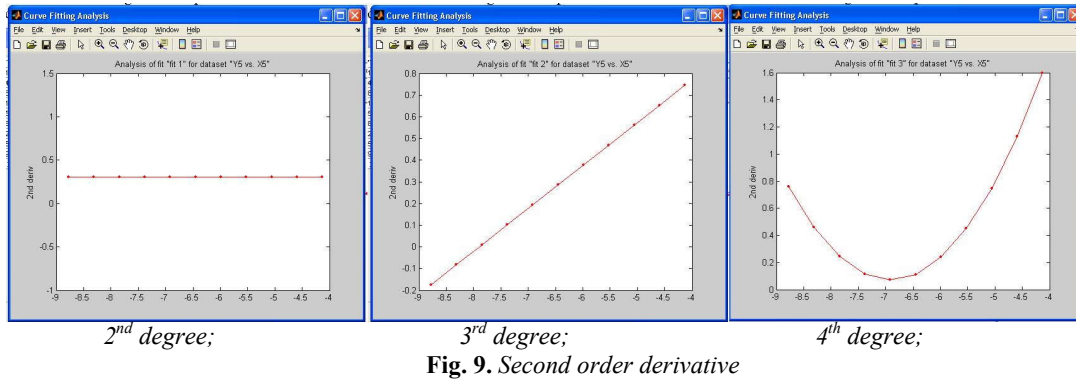 Curve Fitting Analysis
File Edit View Insert Tools Desktop Window Help
Analysis of fit "fit 1" for dataset "Y5 vs. X5"
2nd deriv
1.5
1
0.5
0
-0.5
-1
-9 -8.5 -8 -7.5 -7 -6.5 -6 -5.5 -5 -4.5 -4
Curve Fitting Analysis
File Edit View Insert Tools Desktop Window Help
Analysis of fit "fit 2" for dataset "Y5 vs. X5"
2nd deriv
0.8
0.7
0.6
0.5
0.4
0.3
0.2
0.1
0
-0.1
-0.2
-9 -8.5 -8 -7.5 -7 -6.5 -6 -5.5 -5 -4.5 -4
Curve Fitting Analysis
File Edit View Insert Tools Desktop Window Help
Analysis of fit "fit 3" for dataset "Y5 vs. X5"
2nd deriv
1.6
1.4
1.2
1
0.8
0.6
0.4
0.2
0
-9 -8.5 -8 -7.5 -7 -6.5 -6 -5.5 -5 -4.5 -4
2nd degree; 3rd degree; 4th degree;
Fig. 9. Second order derivative